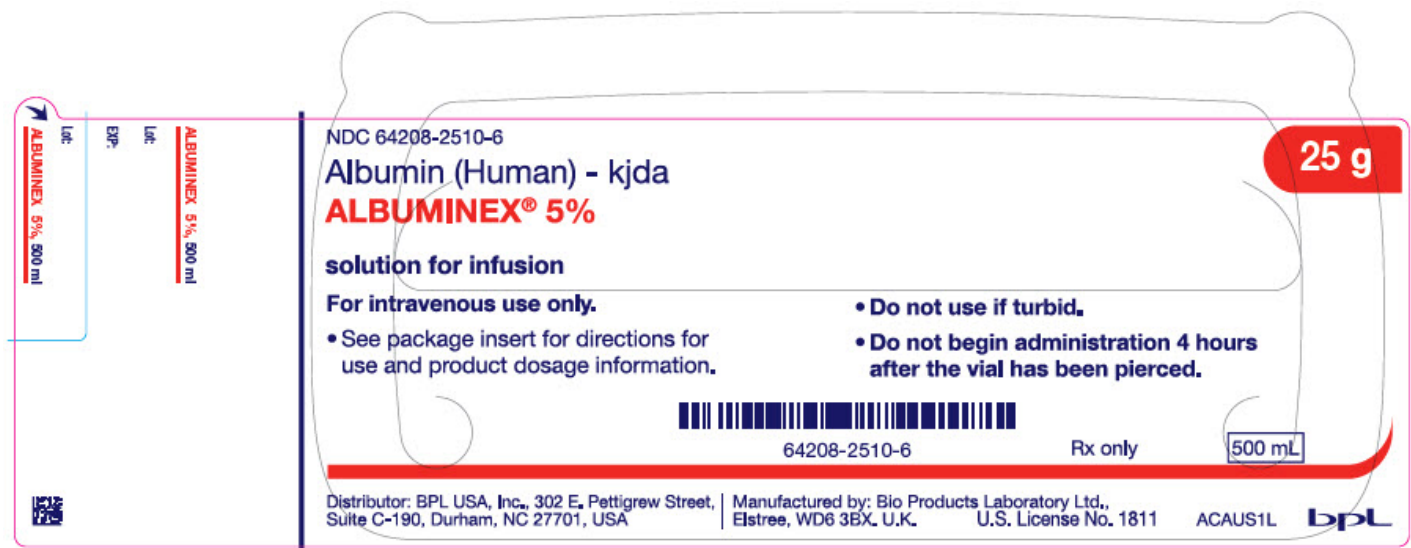 ALBUMINEX 5%, 500 ml
Lot:
EXP:
Lot:
ALBUMINEX 5%, 500 ml
NDC 64208-2510-6
Albumin (Human) - kjda
ALBUMINEX® 5%
25 g
solution for infusion
For intravenous use only.
• See package insert for directions for
use and product dosage information.
• Do not use if turbid.
• Do not begin administration 4 hours
after the vial has been pierced.
64208-2510-6
Rx only
500 mL
Distributor: BPL USA, Inc., 302 E. Pettigrew Street,
Suite C-190, Durham, NC 27701, USA
Manufactured by: Bio Products Laboratory Ltd.,
Elstree, WD6 3BX. U.K. U.S. License No. 1811
ACAUS1L
bpl